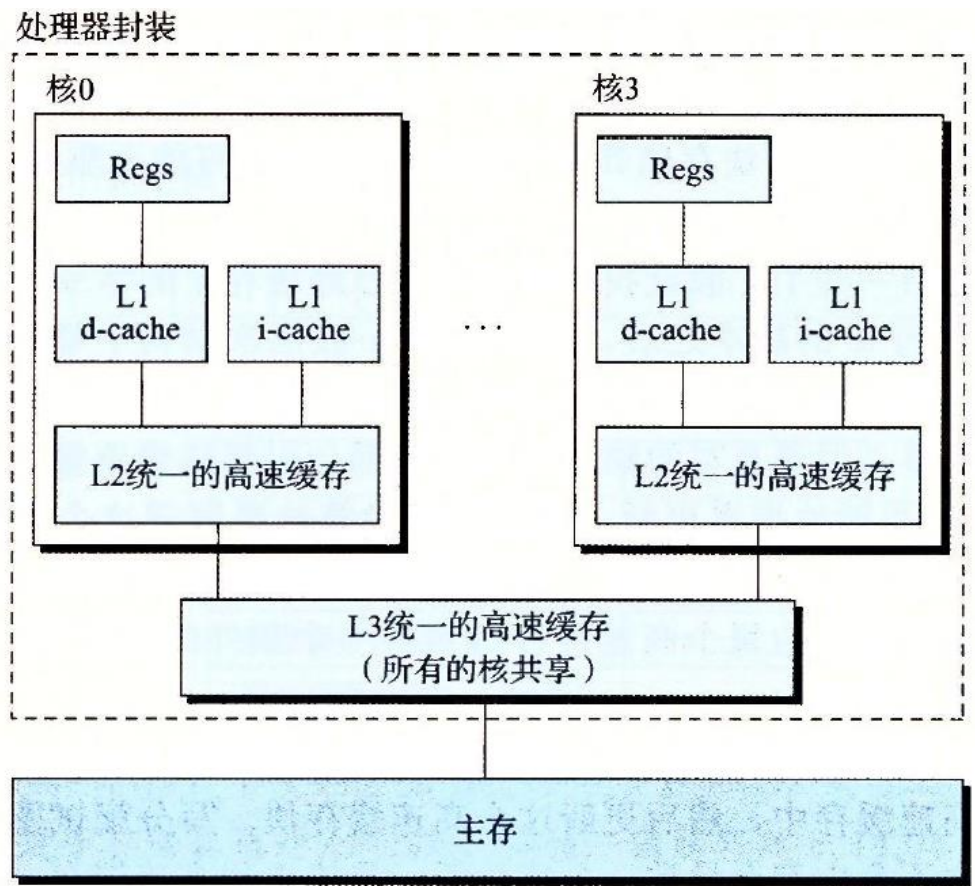 处理器封装
核0
核3
Regs
Regs
L1
d-cache
L1
i-cache
...
L1
d-cache
L1
i-cache
L2统一的高速缓存
L2统一的高速缓存
L3统一的高速缓存
（所有的核共享）
主存